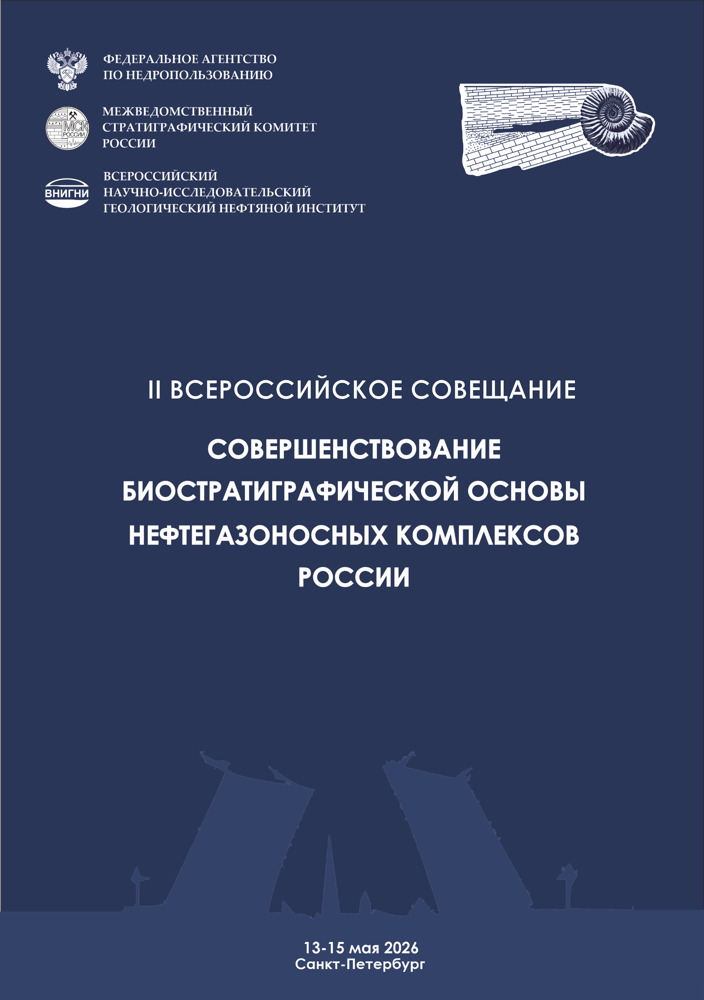 ФЕДЕРАЛЬНОЕ АГЕНТСТВО
ПО НЕДРОПОЛЬЗОВАНИЮ
МСК
РОССИИ
МЕЖВЕДОМСТВЕННЫЙ
СТРАТИГРАФИЧЕСКИЙ КОМИТЕТ
РОССИИ
ВНИГНИ
ВСЕРОССИЙСКИЙ
НАУЧНО-ИССЛЕДОВАТЕЛЬСКИЙ
ГЕОЛОГИЧЕСКИЙ НЕФТЯНОЙ ИНСТИТУТ
II ВСЕРОССИЙСКОЕ СОВЕЩАНИЕ
СОВЕРШЕНСТВОВАНИЕ
БИОСТРАТИГРАФИЧЕСКОЙ ОСНОВЫ
НЕФТЕГАЗОНОСНЫХ КОМПЛЕКСОВ
РОССИИ
13-15 мая 2026
Санкт-Петербург